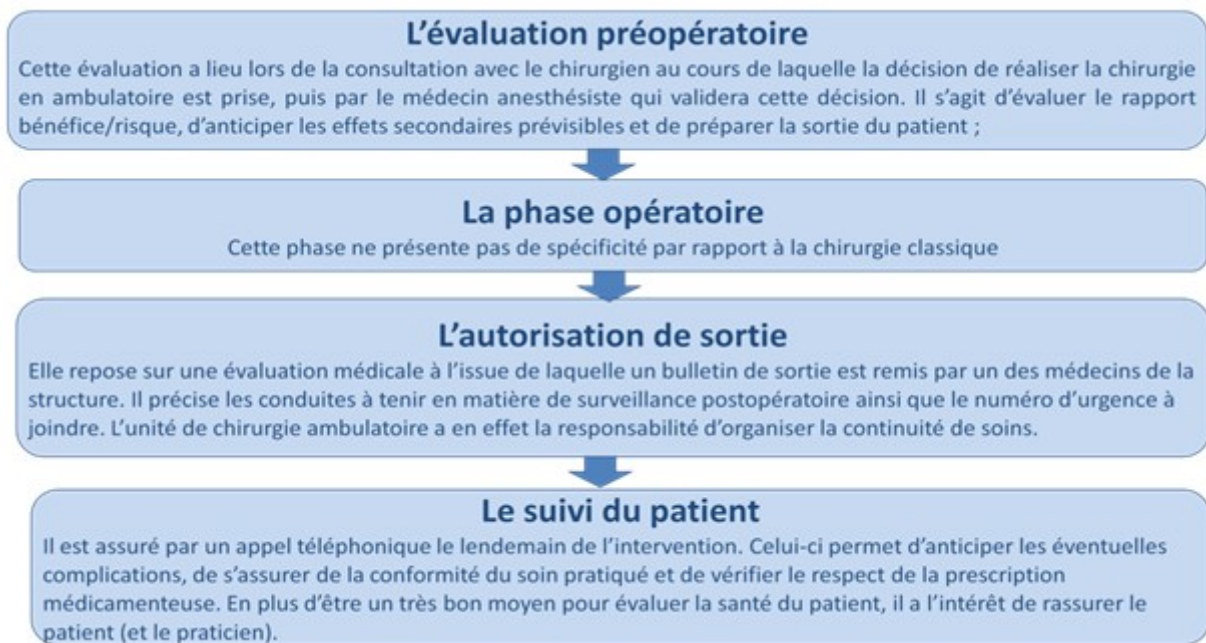 L'évaluation préopératoire
Cette évaluation a lieu lors de la consultation avec le chirurgien au cours de laquelle la décision de réaliser la chirurgie
en ambulatoire est prise, puis par le médecin anesthésiste qui validera cette décision. Il s'agit d'évaluer le rapport
bénéfice/risque, d'anticiper les effets secondaires prévisibles et de préparer la sortie du patient ;
La phase opératoire
Cette phase ne présente pas de spécificité par rapport à la chirurgie classique
L'autorisation de sortie
Elle repose sur une évaluation médicale à l'issue de laquelle un bulletin de sortie est remis par un des médecins de la
structure. Il précise les conduites à tenir en matière de surveillance postopératoire ainsi que le numéro d'urgence à
joindre. L'unité de chirurgie ambulatoire a en effet la responsabilité d'organiser la continuité de soins.
Le suivi du patient
Il est assuré par un appel téléphonique le lendemain de l'intervention. Celui-ci permet d'anticiper les éventuelles
complications, de s'assurer de la conformité du soin pratiqué et de vérifier le respect de la prescription
médicamenteuse. En plus d'être un très bon moyen pour évaluer la santé du patient, il a l'intérêt de rassurer le
patient (et le praticien).